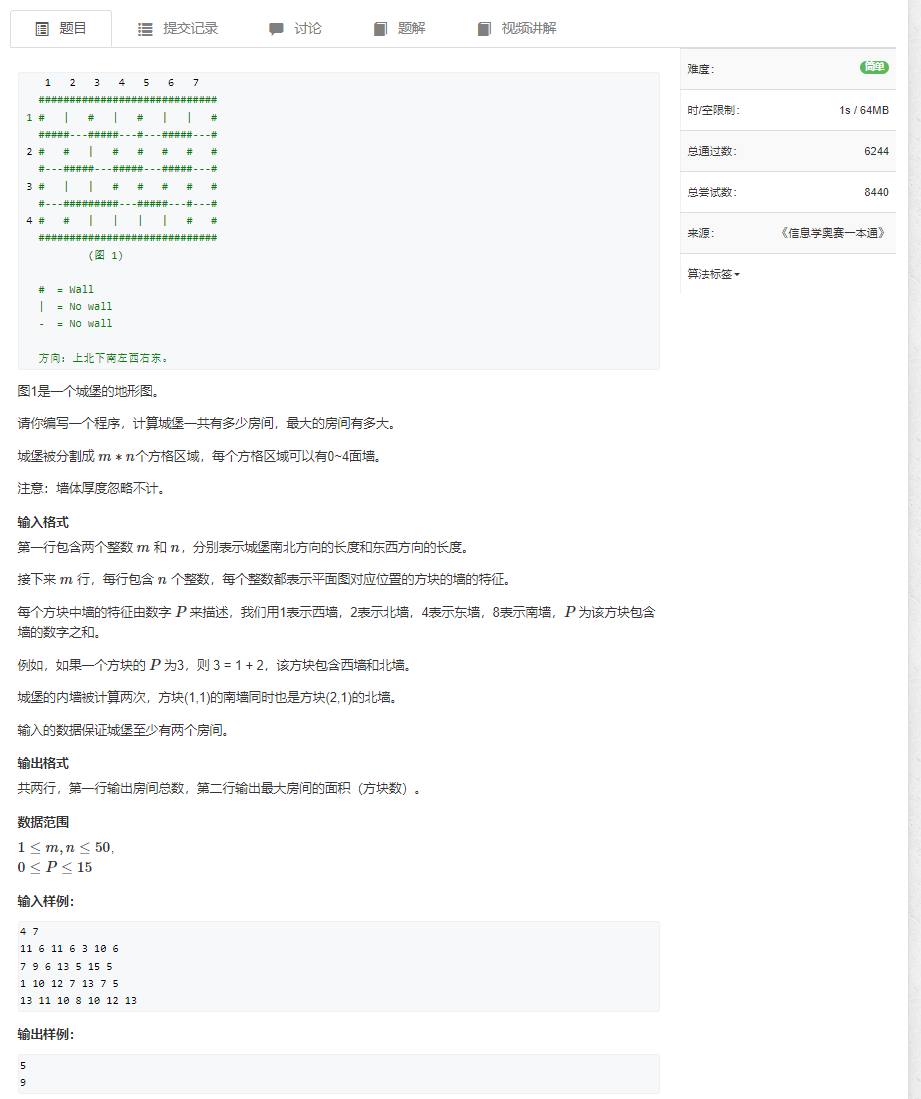 题目 提交记录 讨论 题解 视频讲解
难度： 简单
时/空限制： 1s / 64MB
总通过数： 6244
总尝试数： 8440
来源： 《信息学奥赛一本通》
算法标签
1 2 3 4 5 6 7
#############################
1 # | # | # | | #
#####---#####---#---#####---#
2 # # | # # # # #
#---#####---#####---#####---#
3 # | | # # # # #
#---#########---#####---#---#
4 # # | | | | # #
#############################
(图 1)
# = Wall
| = No wall
- = No wall
方向：上北下南左西右东。
图1是一个城堡的地形图。
请你编写一个程序，计算城堡一共有多少房间，最大的房间有多大。
城堡被分割成 m * n个方格区域，每个方格区域可以有0~4面墙。
注意：墙体厚度忽略不计。
输入格式
第一行包含两个整数 m 和 n，分别表示城堡南北方向的长度和东西方向的长度。
接下来 m 行，每行包含 n 个整数，每个整数都表示平面图对应位置的方块的墙的特征。
每个方块中墙的特征由数字 P 来描述，我们用1表示西墙，2表示北墙，4表示东墙，8表示南墙，P 为该方块包含
墙的数字之和。
例如，如果一个方块的 P 为3，则 3 = 1 + 2，该方块包含西墙和北墙。
城堡的内墙被计算两次，方块(1,1)的南墙同时也是方块(2,1)的北墙。
输入的数据保证城堡至少有两个房间。
输出格式
共两行，第一行输出房间总数，第二行输出最大房间的面积（方块数）。
数据范围
1 ≤ m, n ≤ 50,
0 ≤ P ≤ 15
输入样例：
4 7
11 6 11 6 3 10 6
7 9 6 13 5 15 5
1 10 12 7 13 7 5
13 11 10 8 10 12 13
输出样例：
5
9